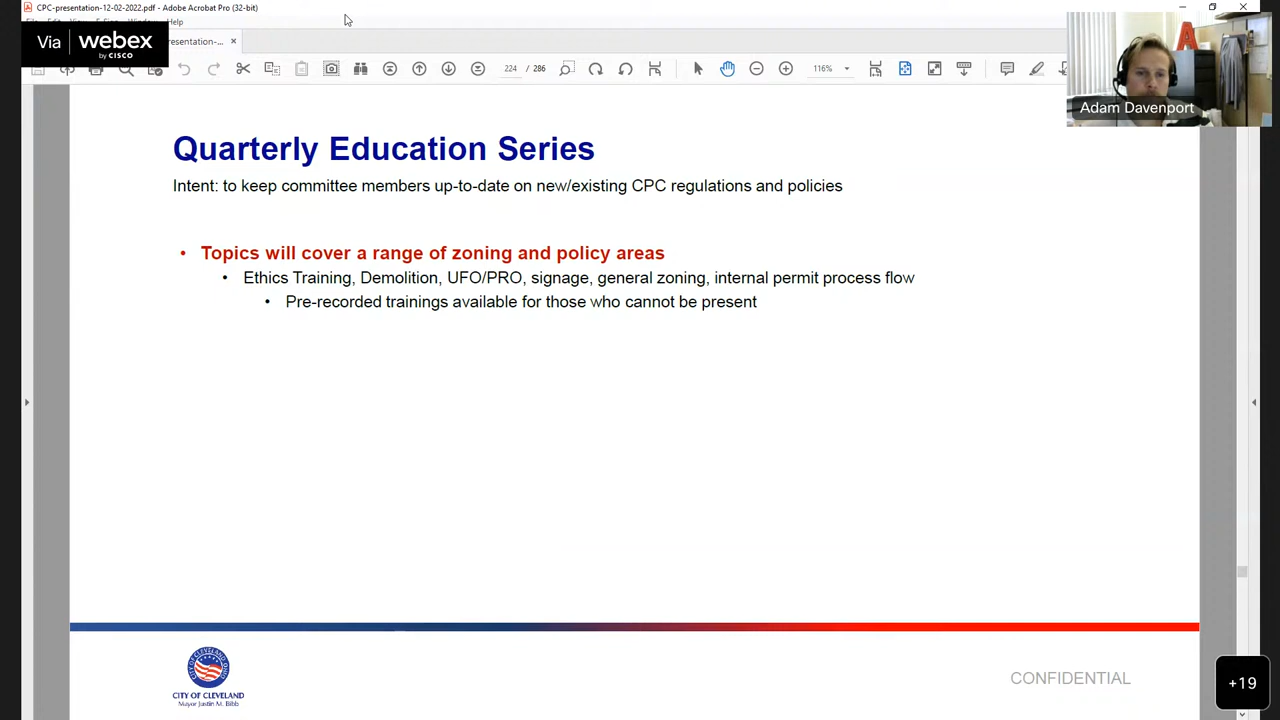 CPC-presentation-12-02-2022.pdf - Adobe Acrobat Pro (32-bit)
Window Help
Via webex
by CISCO
resentation-...
224 / 286
116%
Adam Davenport
Quarterly Education Series
Intent: to keep committee members up-to-date on new/existing CPC regulations and policies
• Topics will cover a range of zoning and policy areas
• Ethics Training, Demolition, UFO/PRO, signage, general zoning, internal permit process flow
• Pre-recorded trainings available for those who cannot be present
CITY OF CLEVELAND
Mayor Justin M. Bibb
CONFIDENTIAL
+19